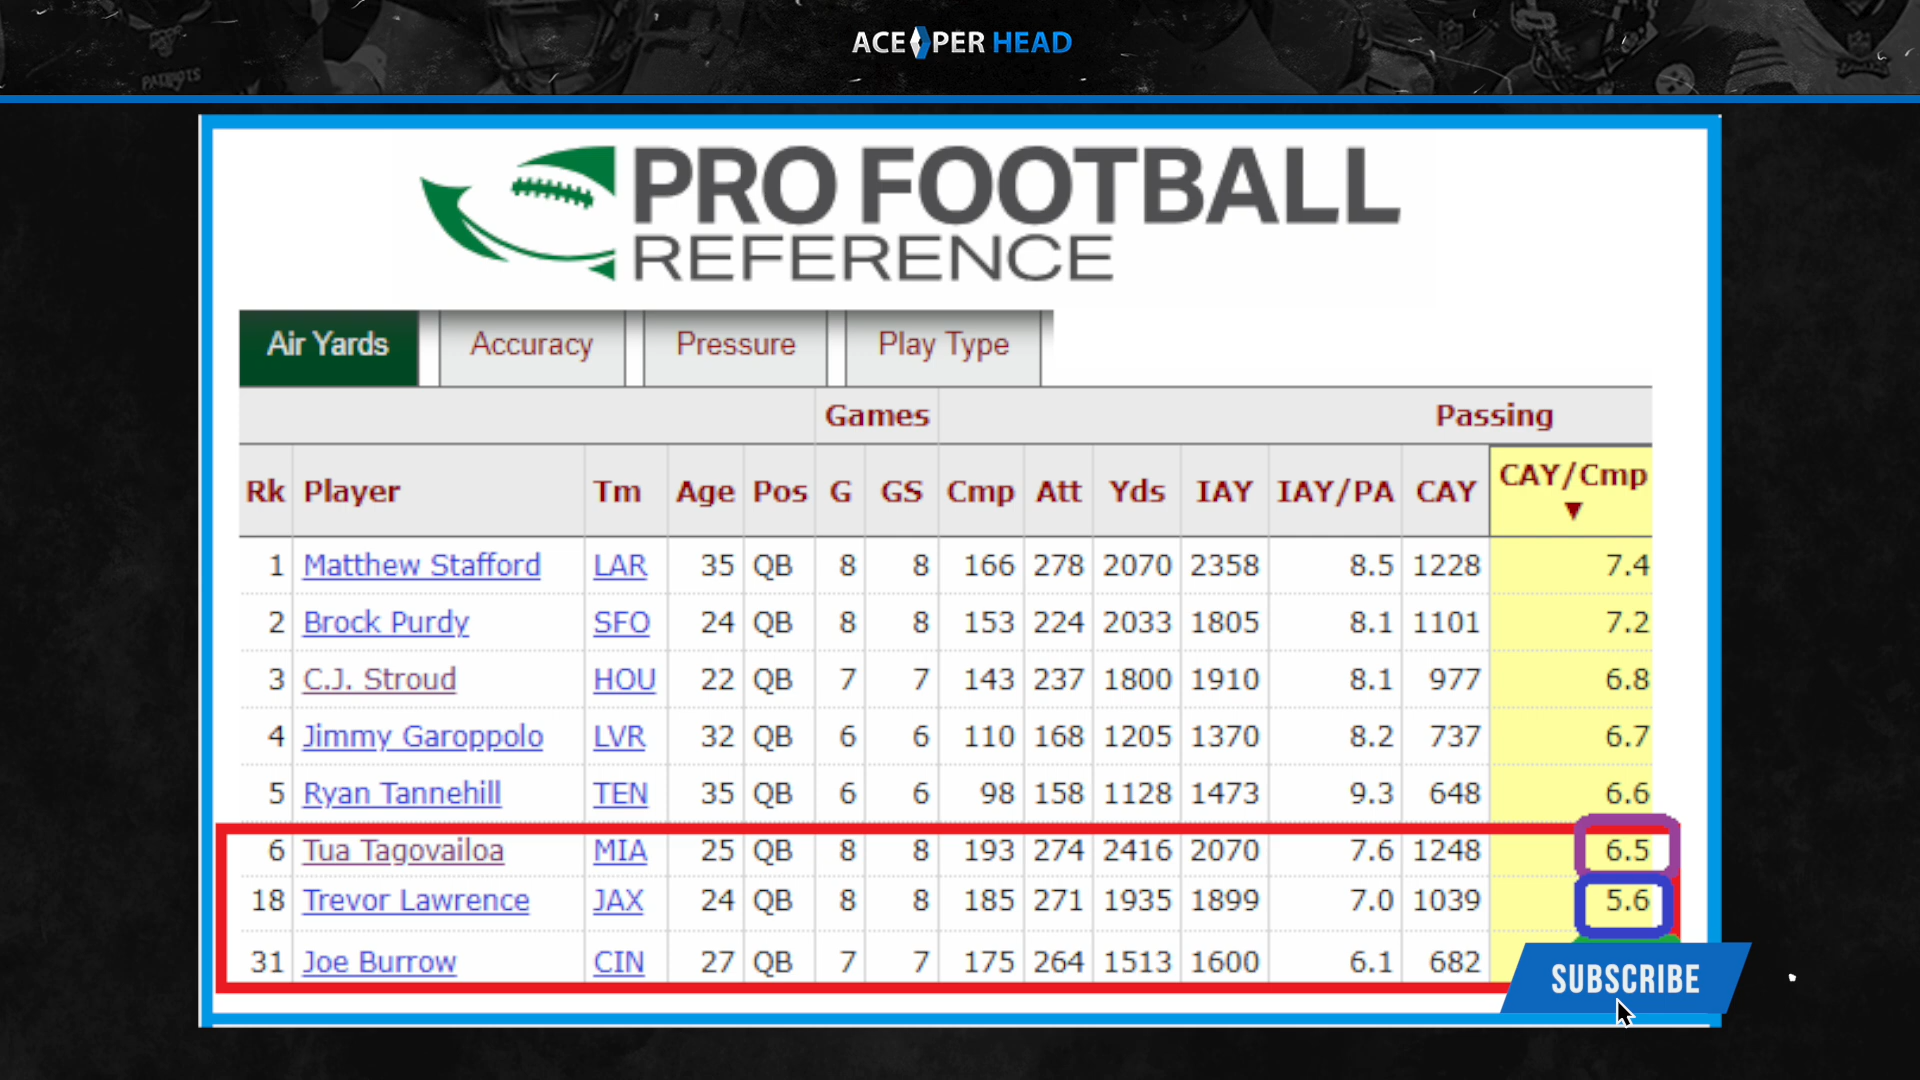 ACE PER HEAD
PATRIOTS
PRO FOOTBALL
REFERENCE
Air Yards Accuracy Pressure Play Type
Games Passing
Rk Player Tm Age Pos G GS Cmp Att Yds IAY IAY/PA CAY CAY/Cmp ▼
1 Matthew Stafford LAR 35 QB 8 8 166 278 2070 2358 8.5 1228 7.4
2 Brock Purdy SFO 24 QB 8 8 153 224 2033 1805 8.1 1101 7.2
3 C.J. Stroud HOU 22 QB 7 7 143 237 1800 1910 8.1 977 6.8
4 Jimmy Garoppolo LVR 32 QB 6 6 110 168 1205 1370 8.2 737 6.7
5 Ryan Tannehill TEN 35 QB 6 6 98 158 1128 1473 9.3 648 6.6
6 Tua Tagovailoa MIA 25 QB 8 8 193 274 2416 2070 7.6 1248 6.5
18 Trevor Lawrence JAX 24 QB 8 8 185 271 1935 1899 7.0 1039 5.6
31 Joe Burrow CIN 27 QB 7 7 175 264 1513 1600 6.1 682
SUBSCRIBE